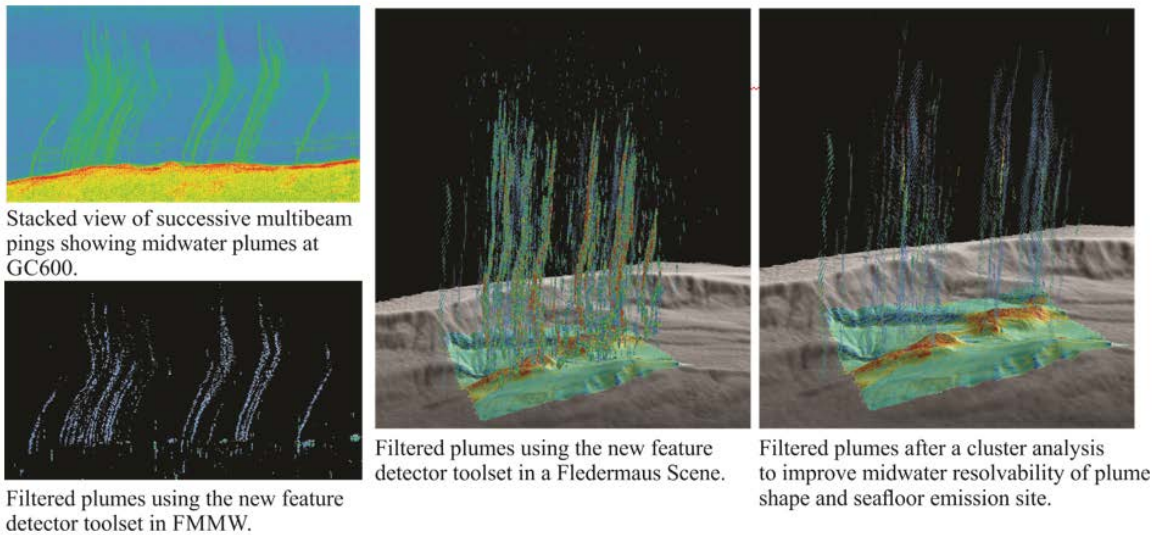 Stacked view of successive multibeam
pings showing midwater plumes at
GC600.
Filtered plumes using the new feature
detector toolset in FMMW.
Filtered plumes using the new feature
detector toolset in a Fledermaus Scene.
Filtered plumes after a cluster analysis
to improve midwater resolvability of plume
shape and seafloor emission site.